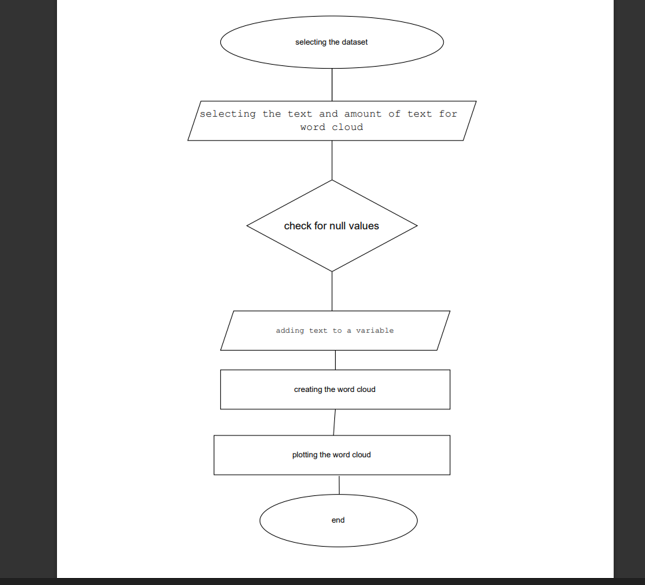 selecting the dataset
selecting the text and amount of text for
word cloud
check for null values
adding text to a variable
creating the word cloud
plotting the word cloud
end